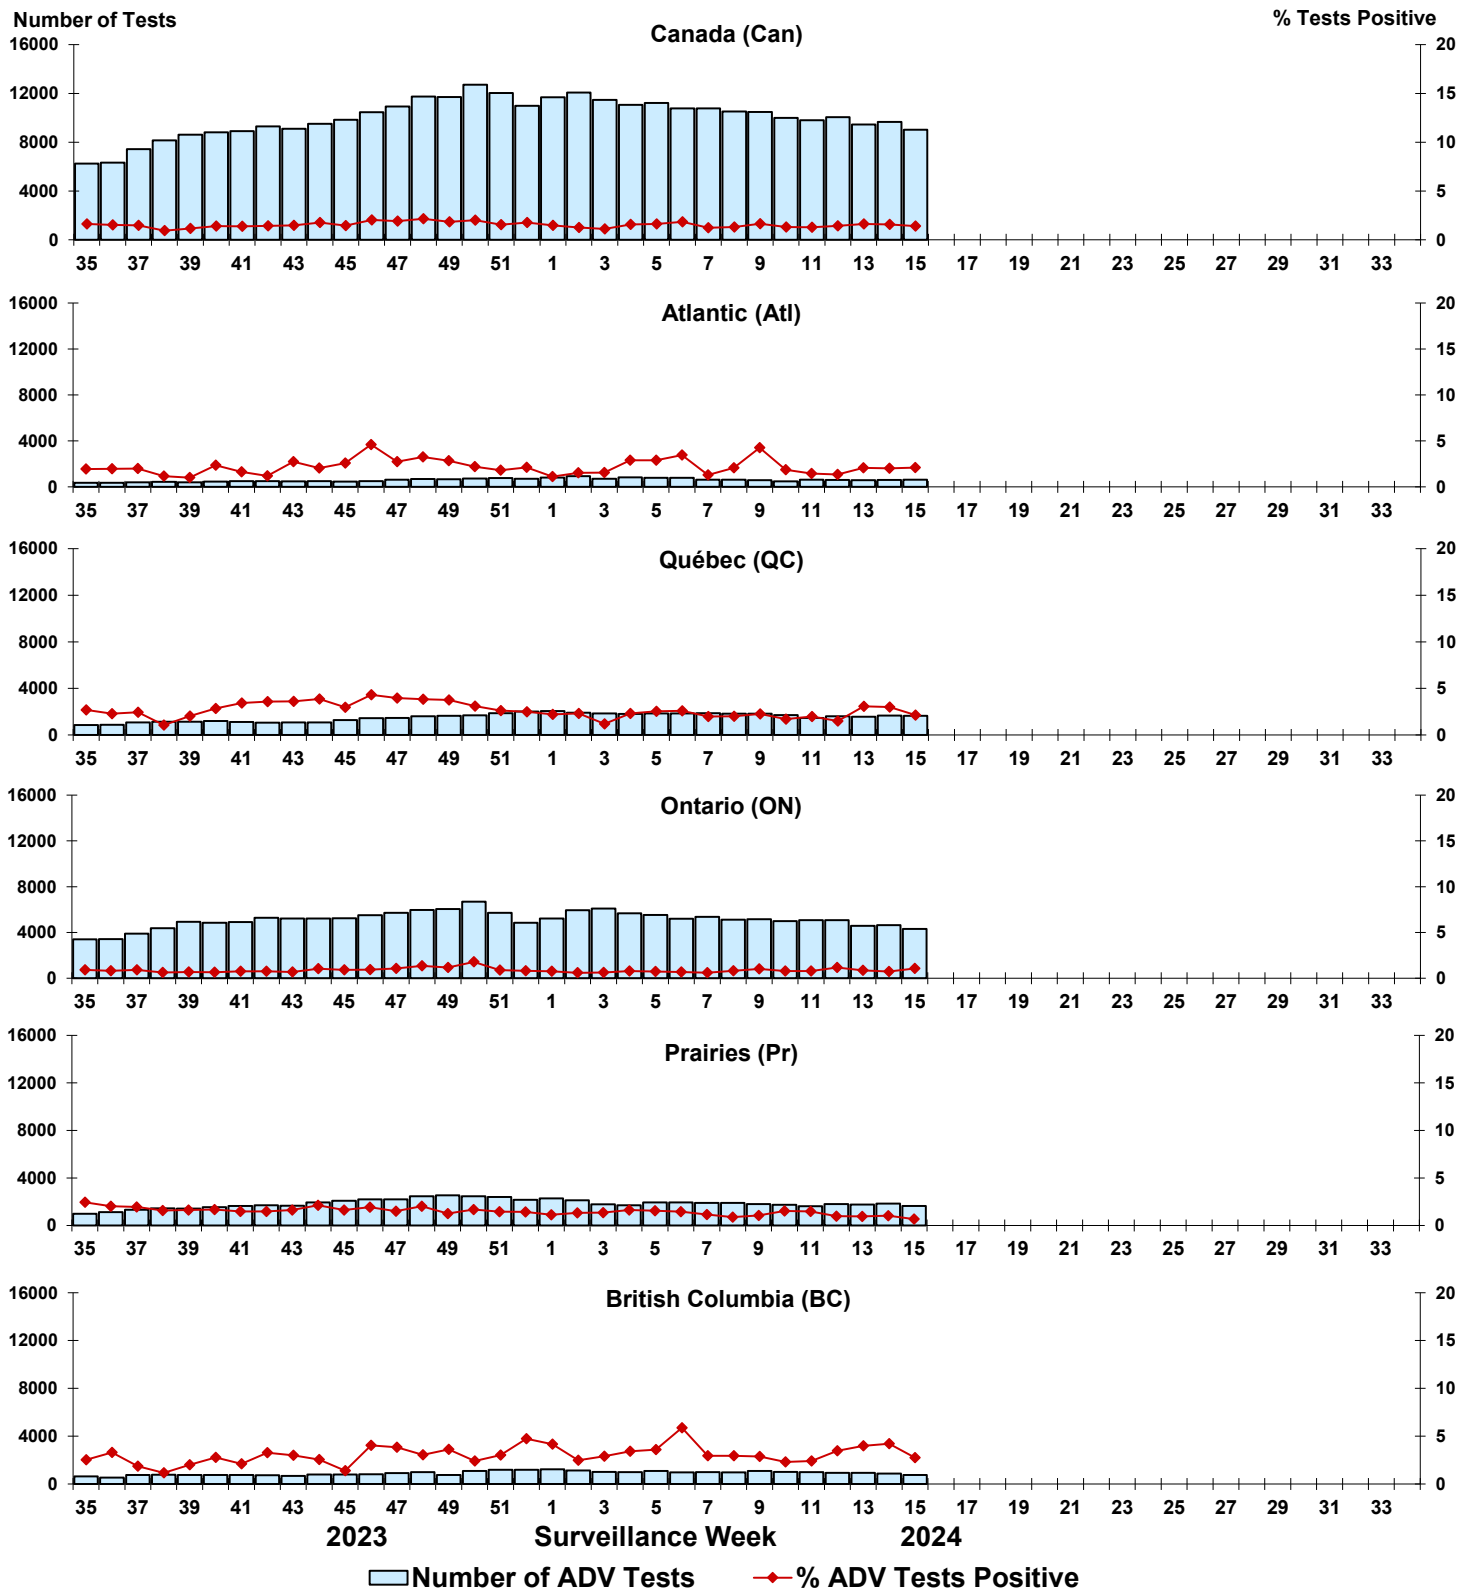 Number of Tests
% Tests Positive
Canada (Can)
16000 20
12000 15
8000 10
4000 5
0 0
35 37 39 41 43 45 47 49 51 1 3 5 7 9 11 13 15 17 19 21 23 25 27 29 31 33
Atlantic (Atl)
16000 20
12000 15
8000 10
4000 5
0 0
35 37 39 41 43 45 47 49 51 1 3 5 7 9 11 13 15 17 19 21 23 25 27 29 31 33
Québec (QC)
16000 20
12000 15
8000 10
4000 5
0 0
35 37 39 41 43 45 47 49 51 1 3 5 7 9 11 13 15 17 19 21 23 25 27 29 31 33
Ontario (ON)
16000 20
12000 15
8000 10
4000 5
0 0
35 37 39 41 43 45 47 49 51 1 3 5 7 9 11 13 15 17 19 21 23 25 27 29 31 33
Prairies (Pr)
16000 20
12000 15
8000 10
4000 5
0 0
35 37 39 41 43 45 47 49 51 1 3 5 7 9 11 13 15 17 19 21 23 25 27 29 31 33
British Columbia (BC)
16000 20
12000 15
8000 10
4000 5
0 0
35 37 39 41 43 45 47 49 51 1 3 5 7 9 11 13 15 17 19 21 23 25 27 29 31 33
2023 Surveillance Week 2024
Number of ADV Tests % ADV Tests Positive